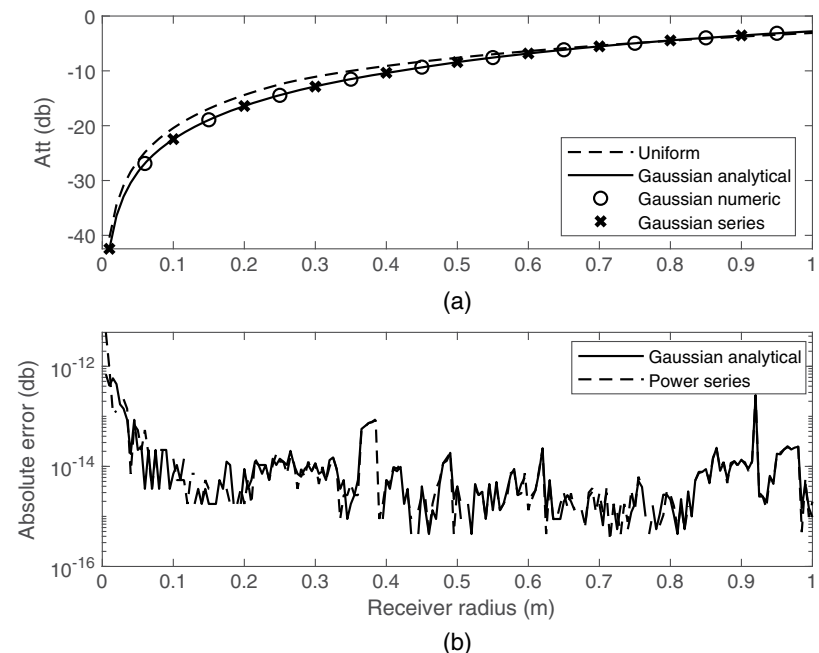 0
-10
-20
-30
-40
Att (db)
Uniform
Gaussian analytical
Gaussian numeric
Gaussian series
0 0.1 0.2 0.3 0.4 0.5 0.6 0.7 0.8 0.9 1
(a)
10-12
10-14
10-16
Absolute error (db)
Gaussian analytical
Power series
0 0.1 0.2 0.3 0.4 0.5 0.6 0.7 0.8 0.9 1
Receiver radius (m)
(b)